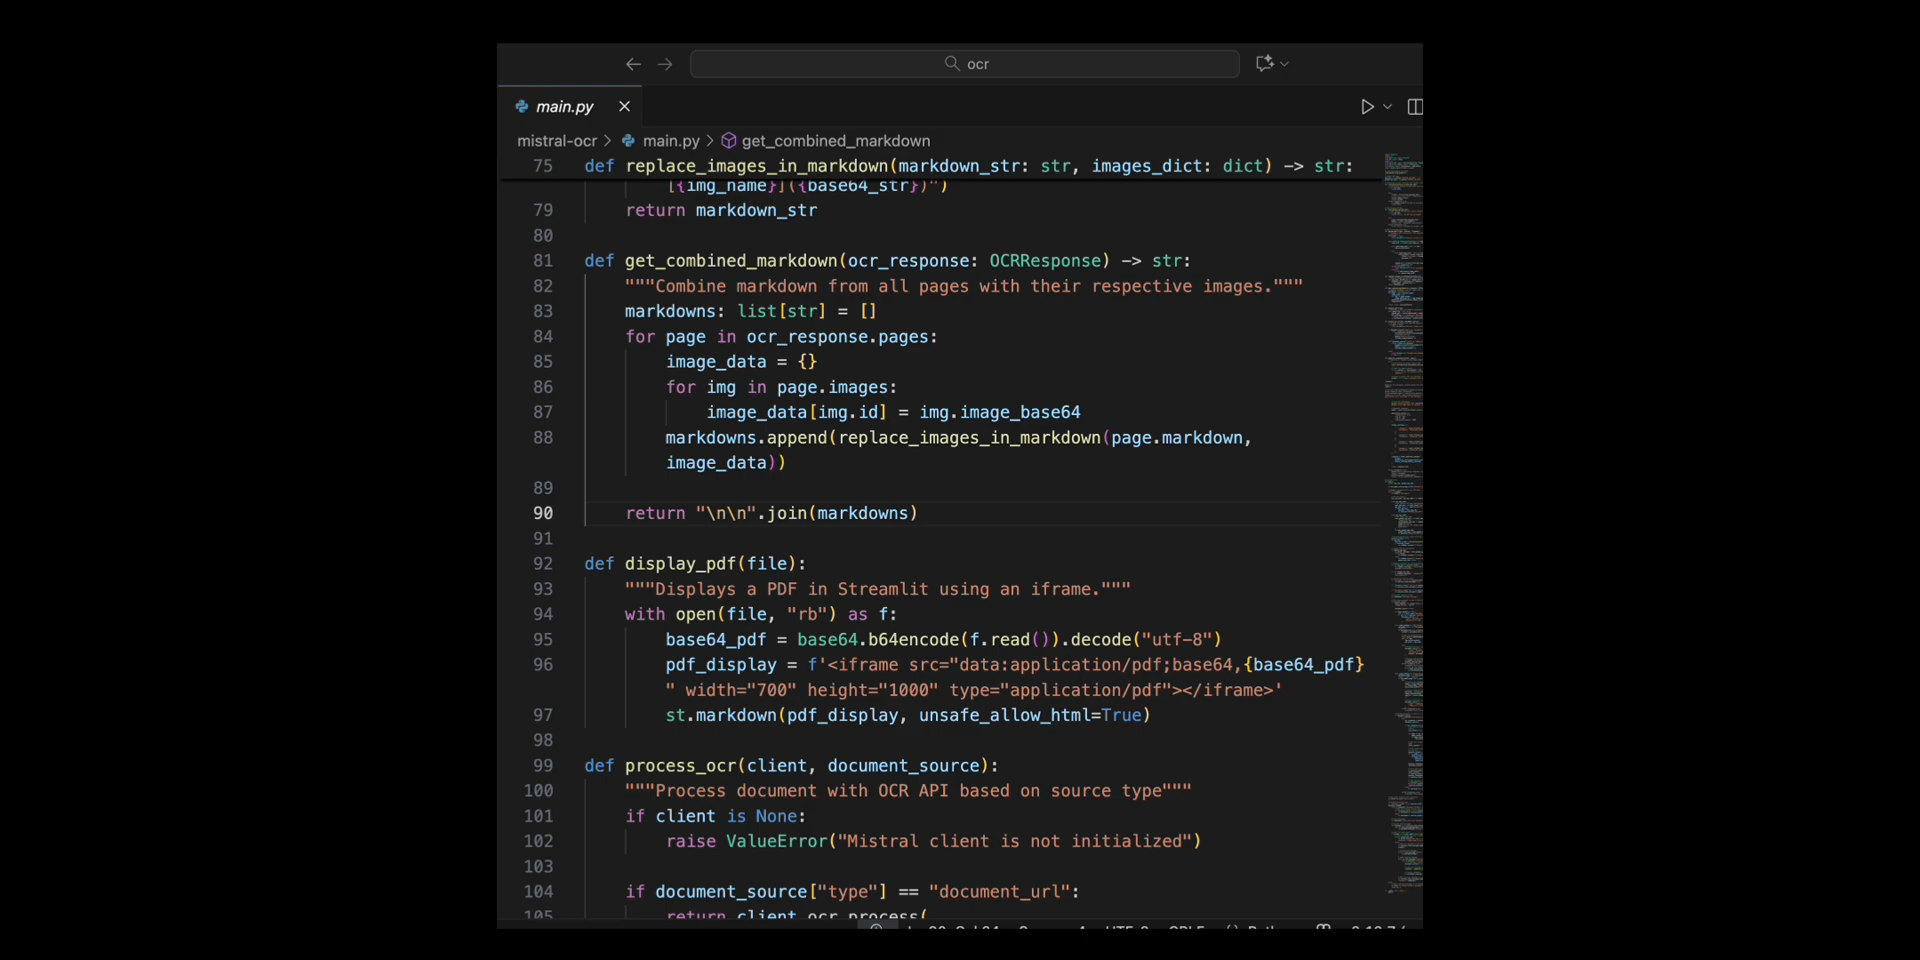 ocr
main.py
mistral-ocr > main.py > get_combined_markdown
75 def replace_images_in_markdown(markdown_str: str, images_dict: dict) -> str:
[{img_name}]({base64_str})")
79 return markdown_str
80
81 def get_combined_markdown(ocr_response: OCRResponse) -> str:
82 """Combine markdown from all pages with their respective images."""
83 markdowns: list[str] = []
84 for page in ocr_response.pages:
85 image_data = {}
86 for img in page.images:
87 image_data[img.id] = img.image_base64
88 markdowns.append(replace_images_in_markdown(page.markdown,
image_data))
89
90 return "\n\n".join(markdowns)
91
92 def display_pdf(file):
93 """Displays a PDF in Streamlit using an iframe."""
94 with open(file, "rb") as f:
95 base64_pdf = base64.b64encode(f.read()).decode("utf-8")
96 pdf_display = f'<iframe src="data:application/pdf;base64,{base64_pdf}
" width="700" height="1000" type="application/pdf"></iframe>'
97 st.markdown(pdf_display, unsafe_allow_html=True)
98
99 def process_ocr(client, document_source):
100 """Process document with OCR API based on source type"""
101 if client is None:
102 raise ValueError("Mistral client is not initialized")
103
104 if document_source["type"] == "document_url":
105 return client.ocr.process(